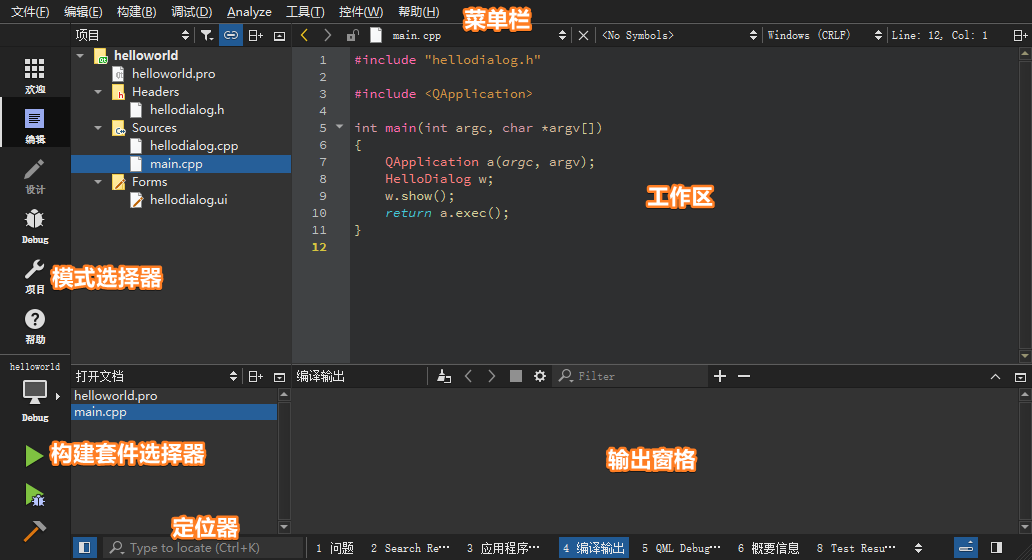 文件(F) 编辑(E) 构建(B) 调试(D) Analyze 工具(T) 控件(W) 帮助(H)
菜单栏
项目
main.cpp
<No Symbols>
Windows (CRLF)
Line: 12, Col: 1
欢迎
编辑
设计
Debug
项目
帮助
模式选择器
helloworld
helloworld.pro
Headers
hellodialog.h
Sources
hellodialog.cpp
main.cpp
Forms
hellodialog.ui
1 #include "hellodialog.h"
2
3 #include <QApplication>
4
5 int main(int argc, char *argv[])
6 {
7 QApplication a(argc, argv);
8 HelloDialog w;
9 w.show();
10 return a.exec();
11 }
12
工作区
helloworld
Debug
构建套件选择器
打开文档
helloworld.pro
main.cpp
编译输出
Filter
输出窗格
定位器
Type to locate (Ctrl+K)
1 问题 2 Search Re… 3 应用程序… 4 编译输出 5 QML Debug… 6 概要信息 8 Test Resu…